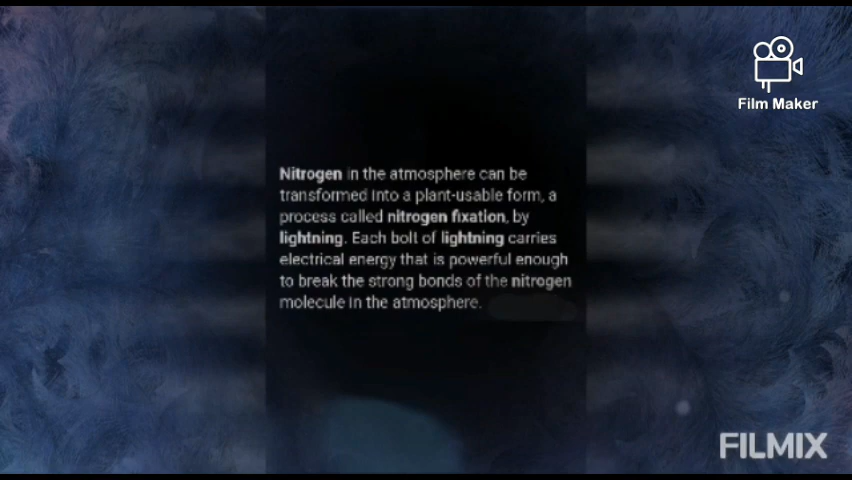 Film Maker
Nitrogen in the atmosphere can be
transformed into a plant-usable form, a
process called nitrogen fixation, by
lightning. Each bolt of lightning carries
electrical energy that is powerful enough
to break the strong bonds of the nitrogen
molecule in the atmosphere.
FILMIX